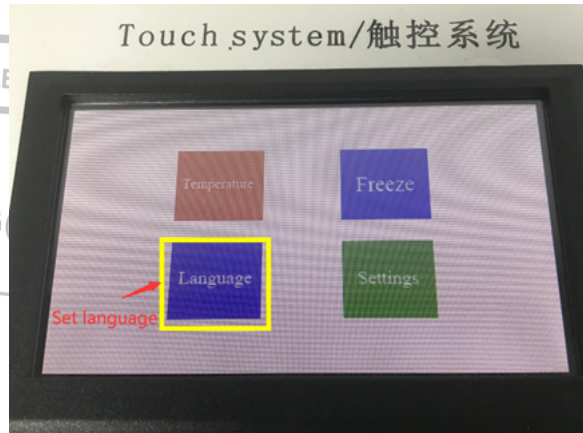 Touch system/触控系统
Temperature
Freeze
Language
Settings
Set language